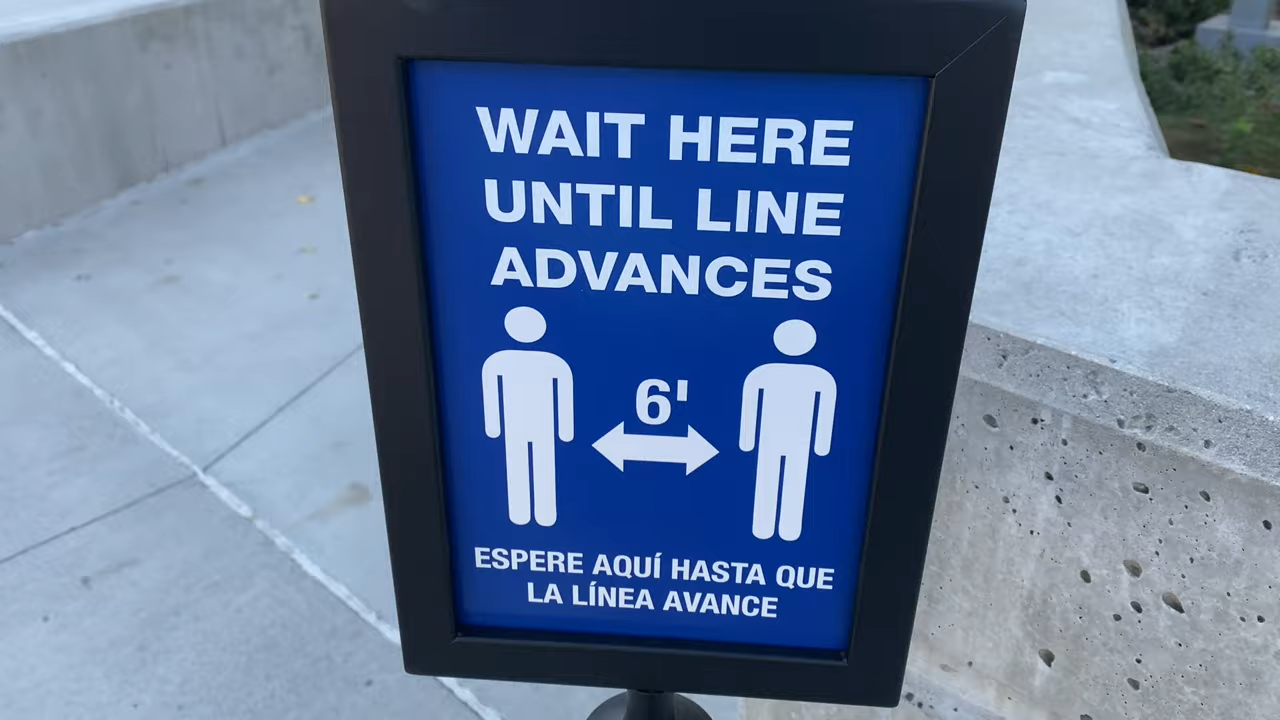 WAIT HERE
UNTIL LINE
ADVANCES
6'
ESPERE AQUÍ HASTA QUE
LA LÍNEA AVANCE